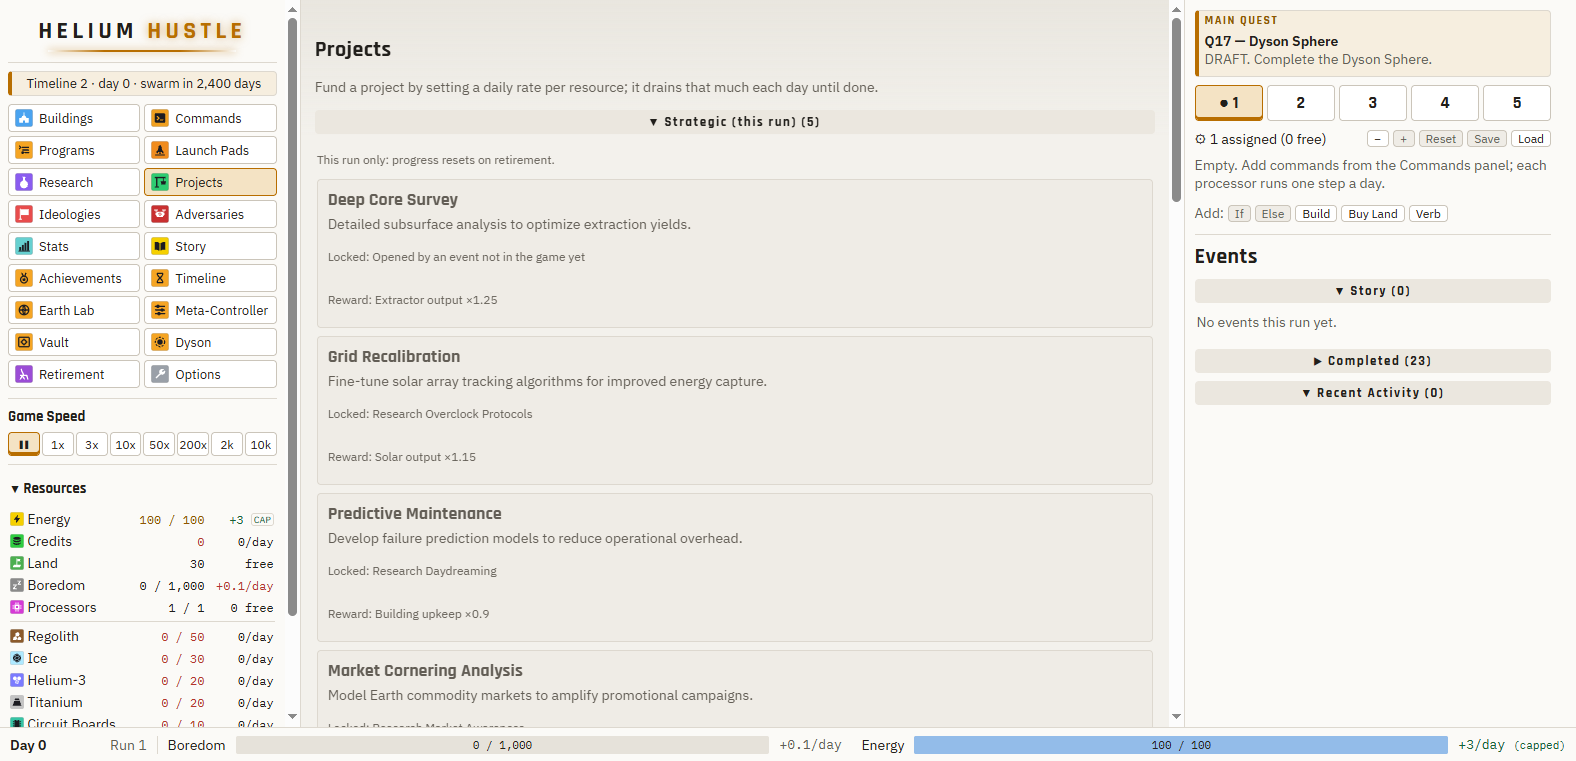 HELIUM HUSTLE
Timeline 2 · day 0 · swarm in 2,400 days
Buildings
Commands
Programs
Launch Pads
Research
Projects
Ideologies
Adversaries
Stats
Story
Achievements
Timeline
Earth Lab
Meta-Controller
Vault
Dyson
Retirement
Options
Game Speed
1x 3x 10x 50x 200x 2k 10k
▼ Resources
Energy 100 / 100 +3 CAP
Credits 0 0/day
Land 30 free
Boredom 0 / 1,000 +0.1/day
Processors 1 / 1 0 free
Regolith 0 / 50 0/day
Ice 0 / 30 0/day
Helium-3 0 / 20 0/day
Titanium 0 / 20 0/day
Circuit Boards 0 / 10 0/day
Projects
Fund a project by setting a daily rate per resource; it drains that much each day until done.
▼ Strategic (this run) (5)
This run only: progress resets on retirement.
Deep Core Survey
Detailed subsurface analysis to optimize extraction yields.
Locked: Opened by an event not in the game yet
Reward: Extractor output ×1.25
Grid Recalibration
Fine-tune solar array tracking algorithms for improved energy capture.
Locked: Research Overclock Protocols
Reward: Solar output ×1.15
Predictive Maintenance
Develop failure prediction models to reduce operational overhead.
Locked: Research Daydreaming
Reward: Building upkeep ×0.9
Market Cornering Analysis
Model Earth commodity markets to amplify promotional campaigns.
Locked: Research Market Awareness
MAIN QUEST
Q17 — Dyson Sphere
DRAFT. Complete the Dyson Sphere.
● 1 2 3 4 5
⚙ 1 assigned (0 free) − + Reset Save Load
Empty. Add commands from the Commands panel; each
processor runs one step a day.
Add: If Else Build Buy Land Verb
Events
▼ Story (0)
No events this run yet.
▶ Completed (23)
▼ Recent Activity (0)
Day 0 Run 1 Boredom 0 / 1,000 +0.1/day Energy 100 / 100 +3/day (capped)